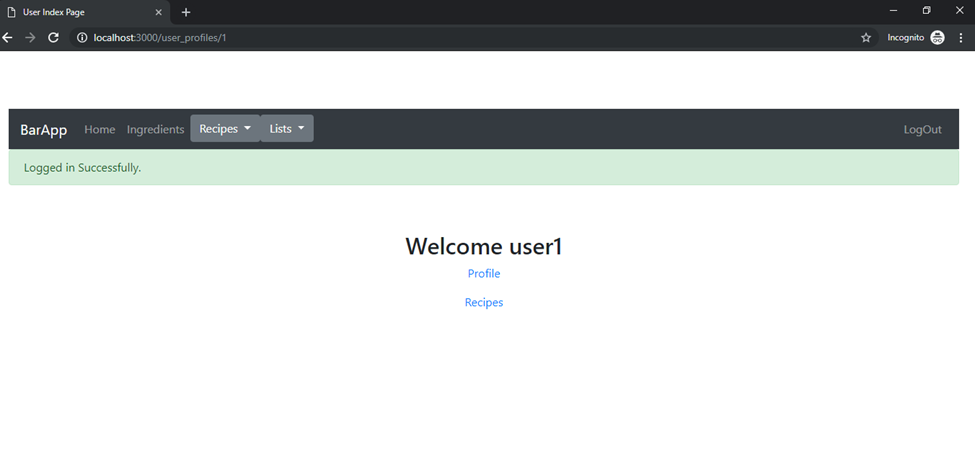 User Index Page
localhost:3000/user_profiles/1
Incognito
BarApp Home Ingredients Recipes Lists LogOut
Logged in Successfully.
Welcome user1
Profile
Recipes